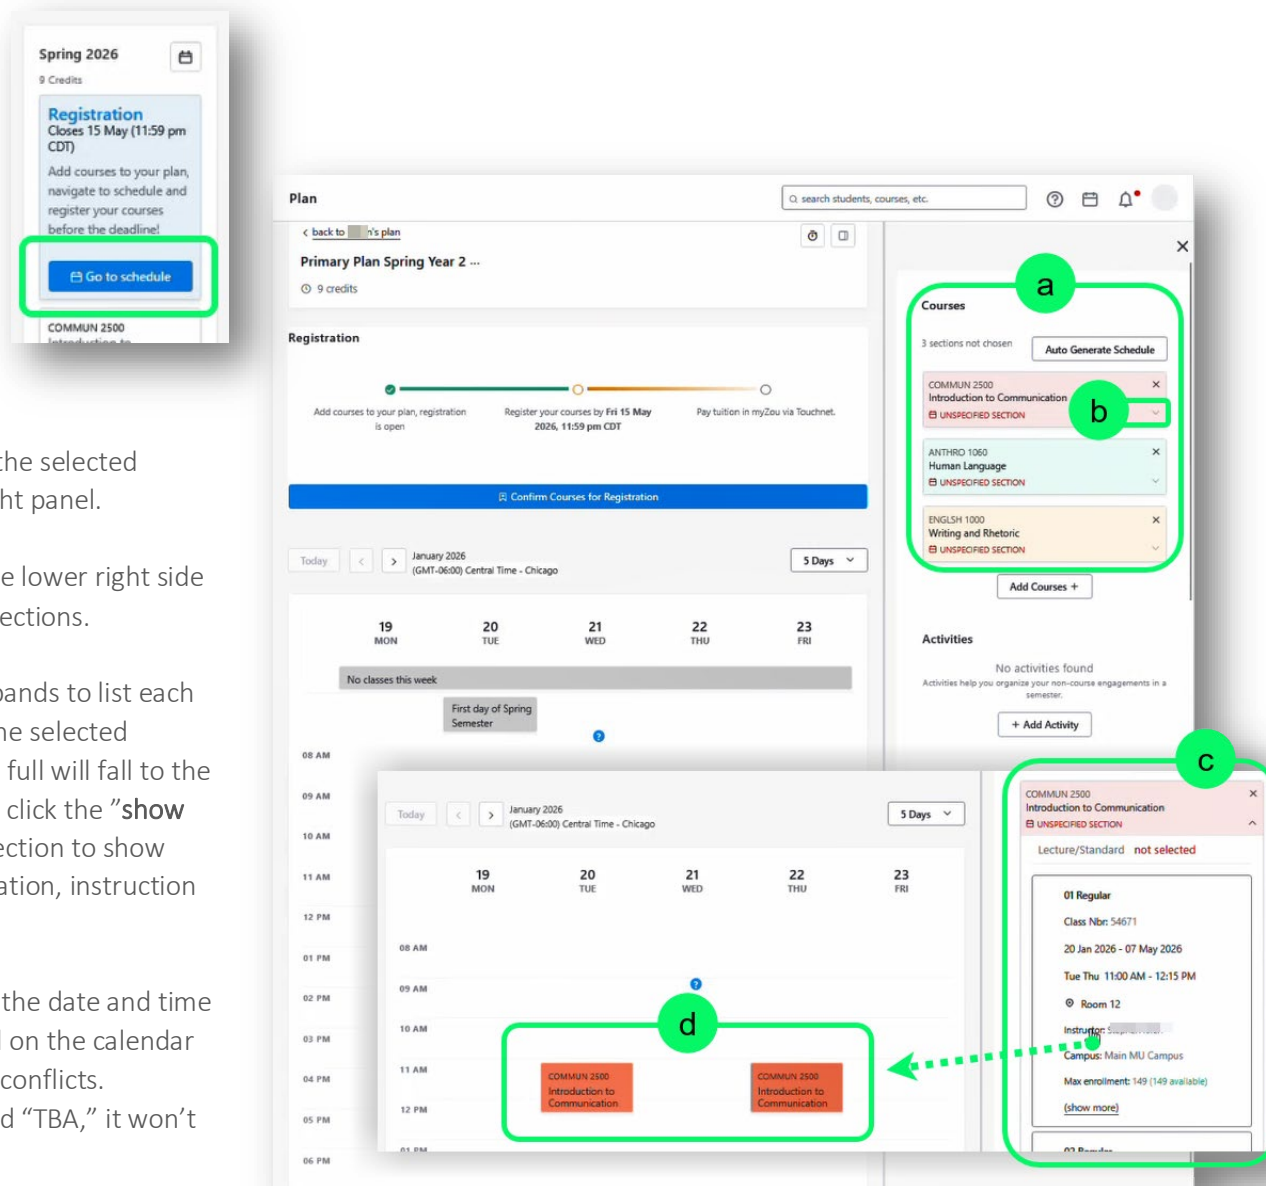 Spring 2026
9 Credits
Registration
Closes 15 May (11:59 pm
CDT)
Add courses to your plan,
navigate to schedule and
register your courses
before the deadline!
Go to schedule
COMMUN 2500
Introduction to
the selected
ht panel.
e lower right side
ections.
pands to list each
he selected
full will fall to the
click the "show
ection to show
ation, instruction
the date and time
d on the calendar
conflicts.
d “TBA,” it won’t
Plan
search students, courses, etc.
< back to n's plan
Primary Plan Spring Year 2 ...
9 credits
Registration
Add courses to your plan, registration
is open
Register your courses by Fri 15 May
2026, 11:59 pm CDT
Pay tuition in myZou via Touchnet.
Confirm Courses for Registration
Today < > January 2026
(GMT-06:00) Central Time - Chicago
5 Days
19 20 21 22 23
MON TUE WED THU FRI
No classes this week
First day of Spring
Semester
?
08 AM
09 AM
10 AM
11 AM
12 PM
01 PM
02 PM
03 PM
04 PM
05 PM
06 PM
a
Courses
3 sections not chosen
Auto Generate Schedule
COMMUN 2500
Introduction to Communication
UNSPECIFIED SECTION
b
ANTHRO 1060
Human Language
UNSPECIFIED SECTION
ENGLSH 1000
Writing and Rhetoric
UNSPECIFIED SECTION
Add Courses +
Activities
No activities found
Activities help you organize your non-course engagements in a
semester.
+ Add Activity
Today < > January 2026
(GMT-06:00) Central Time - Chicago
5 Days
19 20 21 22 23
MON TUE WED THU FRI
08 AM
09 AM
?
10 AM
11 AM
12 PM
01 PM
d
COMMUN 2500
Introduction to
Communication
COMMUN 2500
Introduction to
Communication
c
COMMUN 2500
Introduction to Communication
UNSPECIFIED SECTION
Lecture/Standard not selected
01 Regular
Class Nbr: 54671
20 Jan 2026 - 07 May 2026
Tue Thu 11:00 AM - 12:15 PM
Room 12
Instructor:
Campus: Main MU Campus
Max enrollment: 149 (149 available)
(show more)
02 Regular